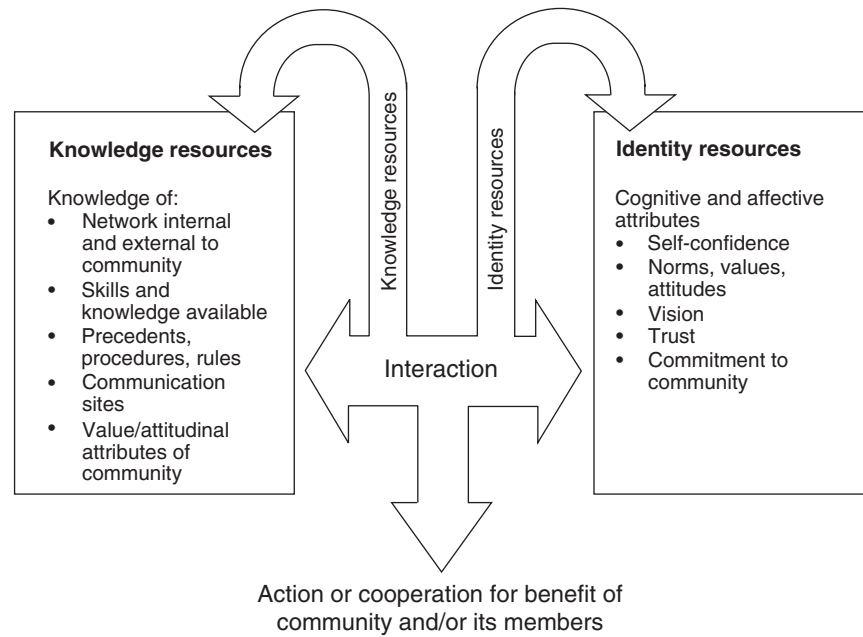 Knowledge resources
Knowledge of:
• Network internal
and external to
community
• Skills and
knowledge available
• Precedents,
procedures, rules
• Communication
sites
• Value/attitudinal
attributes of
community
Knowledge resources
Identity resources
Interaction
Identity resources
Cognitive and affective
attributes
• Self-confidence
• Norms, values,
attitudes
• Vision
• Trust
• Commitment to
community
Action or cooperation for benefit of
community and/or its members